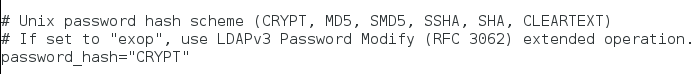 # Unix password hash scheme (CRYPT, MD5, SMD5, SSHA, SHA, CLEARTEXT)
# If set to "exop", use LDAPv3 Password Modify (RFC 3062) extended operation.
password_hash="CRYPT"